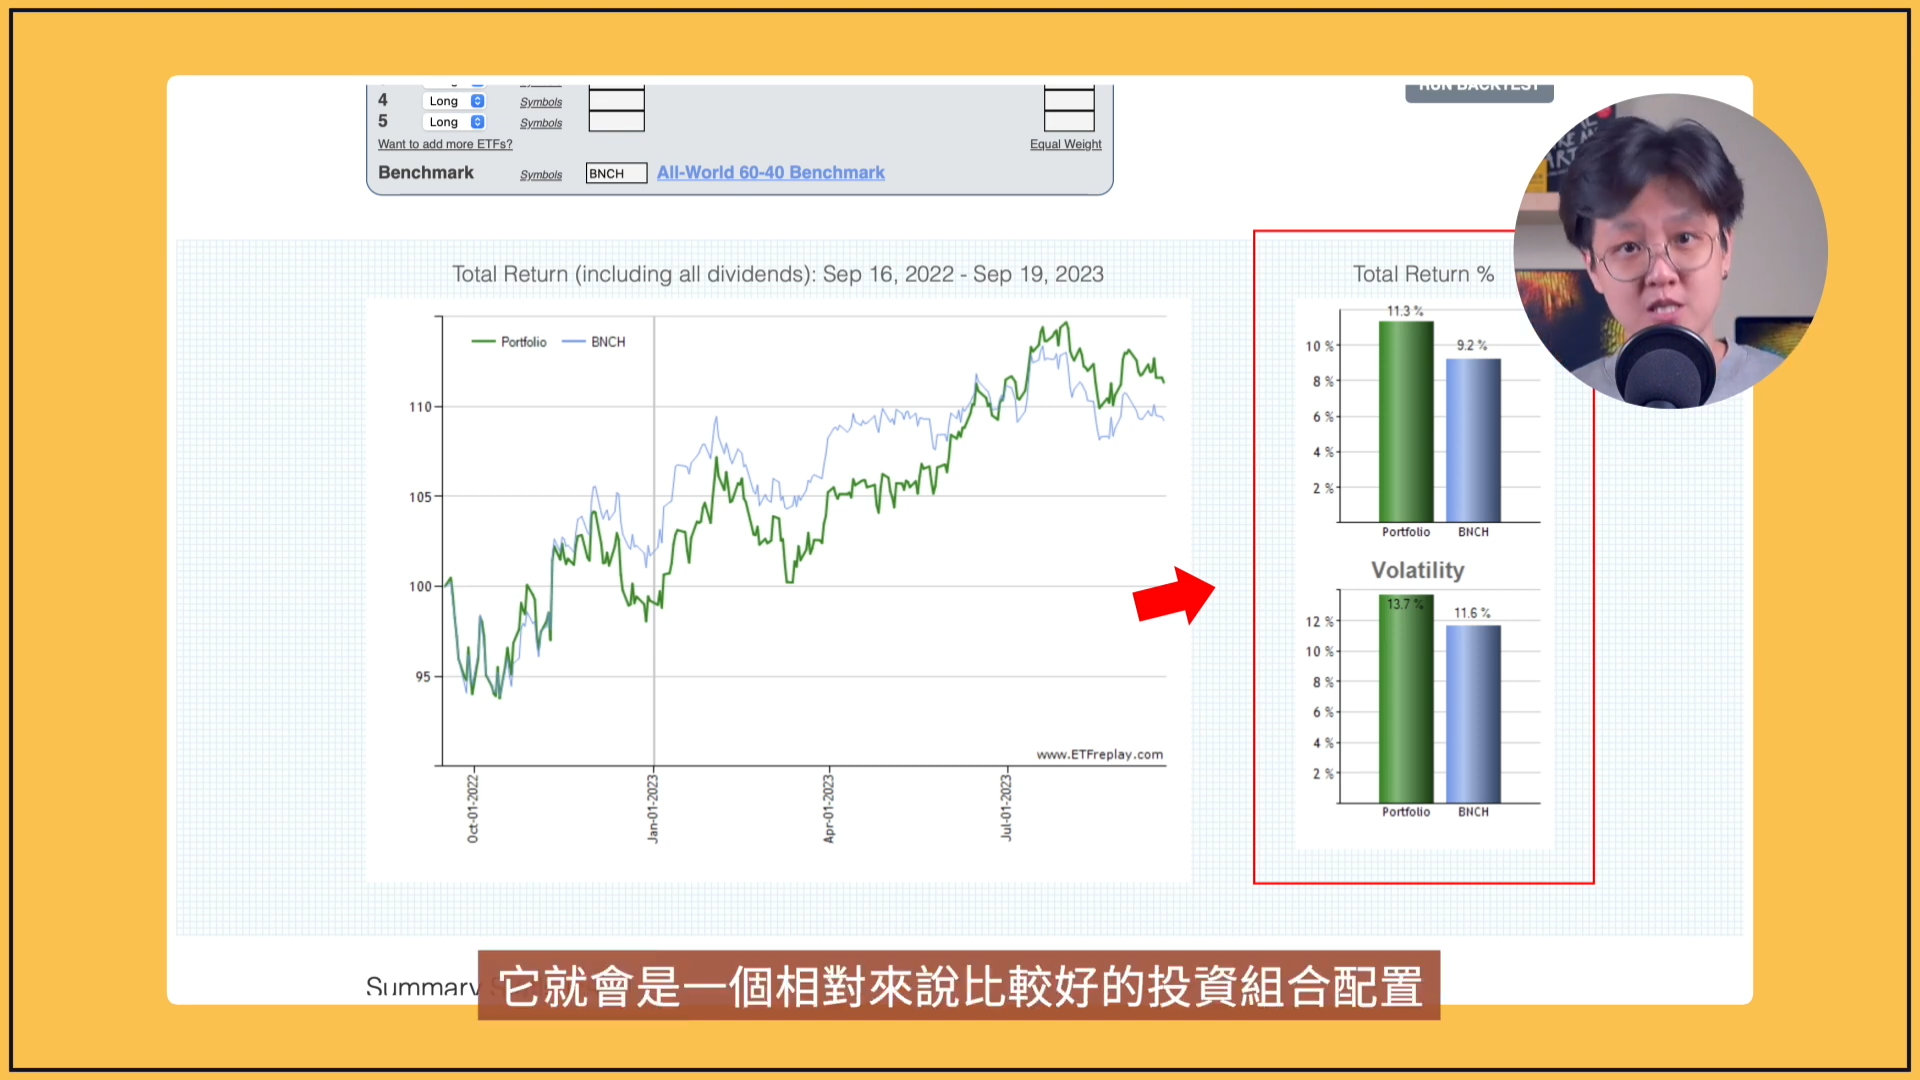 RUN BACKTEST
4 Long Symbols
5 Long Symbols
Want to add more ETFs? Equal Weight
Benchmark Symbols BNCH All-World 60-40 Benchmark
Total Return (including all dividends): Sep 16, 2022 - Sep 19, 2023
Portfolio BNCH
110
105
100
95
www.ETFreplay.com
Oct-01-2022
Jan-01-2023
Apr-01-2023
Jul-01-2023
Total Return %
11.3 %
9.2 %
10 %
8 %
6 %
4 %
2 %
Portfolio BNCH
Volatility
13.7 %
11.6 %
12 %
10 %
8 %
6 %
4 %
2 %
Portfolio BNCH
Summary
它就會是一個相對來說比較好的投資組合配置